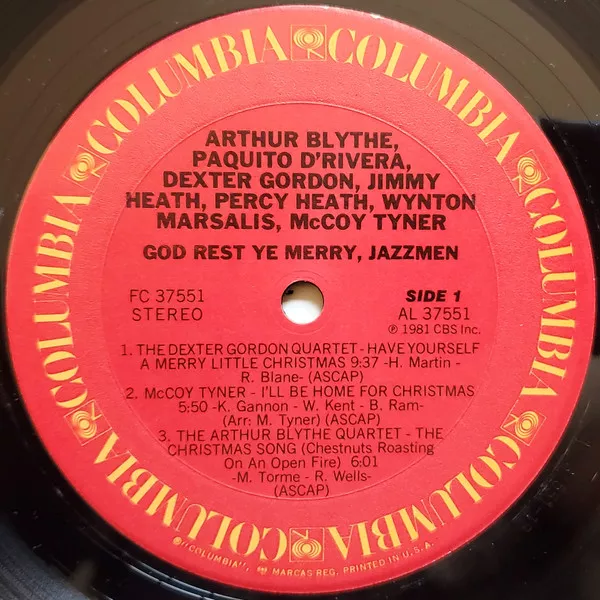 COLUMBIA COLUMBIA COLUMBIA COLUMBIA COLUMBIA COLUMBIA COLUMBIA COLUMBIA
ARTHUR BLYTHE,
PAQUITO D'RIVERA,
DEXTER GORDON, JIMMY
HEATH, PERCY HEATH, WYNTON
MARSALIS, McCOY TYNER
GOD REST YE MERRY, JAZZMEN
FC 37551 SIDE 1
STEREO AL 37551
℗ 1981 CBS Inc.
1. THE DEXTER GORDON QUARTET - HAVE YOURSELF
A MERRY LITTLE CHRISTMAS 9:37 -H. Martin -
R. Blane- (ASCAP)
2. McCOY TYNER - I'LL BE HOME FOR CHRISTMAS
5:50 -K. Gannon - W. Kent - B. Ram-
(Arr: M. Tyner) (ASCAP)
3. THE ARTHUR BLYTHE QUARTET - THE
CHRISTMAS SONG (Chestnuts Roasting
On An Open Fire) 6:01
-M. Torme - R. Wells-
(ASCAP)
"COLUMBIA", MARCAS REG. PRINTED IN U.S.A.